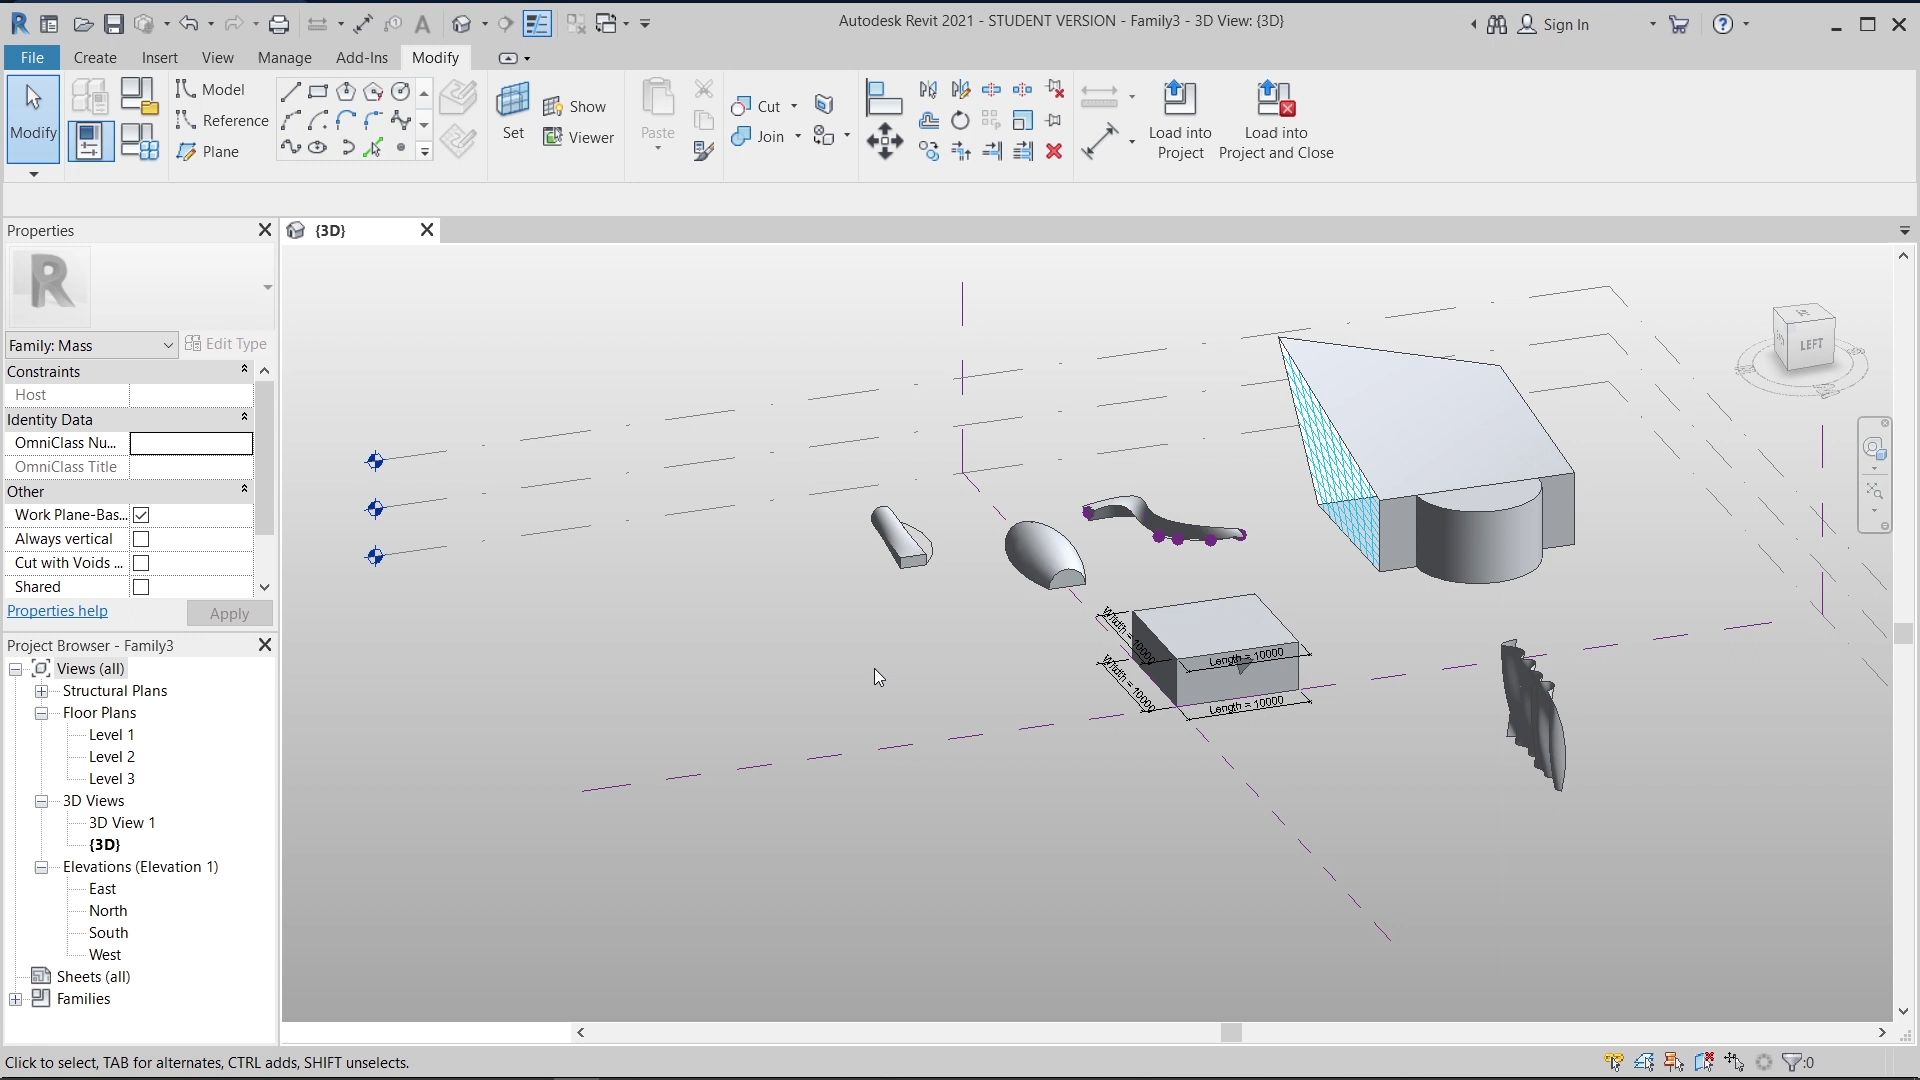 Autodesk Revit 2021 - STUDENT VERSION - Family3 - 3D View: {3D}
Sign In
File Create Insert View Manage Add-Ins Modify
Modify
Model
Reference
Plane
Set
Show
Viewer
Paste
Cut
Join
Load into
Project
Load into
Project and Close
Properties
{3D}
R
Family: Mass
Edit Type
Constraints
Host
Identity Data
OmniClass Nu...
OmniClass Title
Other
Work Plane-Bas...
Always vertical
Cut with Voids ...
Shared
Properties help
Apply
Project Browser - Family3
Views (all)
Structural Plans
Floor Plans
Level 1
Level 2
Level 3
3D Views
3D View 1
{3D}
Elevations (Elevation 1)
East
North
South
West
Sheets (all)
Families
LEFT
Width = 10000
Width = 10000
Length = 10000
Length = 10000
Click to select, TAB for alternates, CTRL adds, SHIFT unselects.
:0